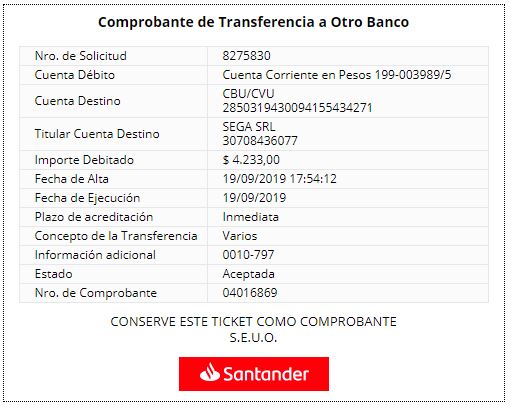 Comprobante de Transferencia a Otro Banco
Nro. de Solicitud 8275830
Cuenta Débito Cuenta Corriente en Pesos 199-003989/5
Cuenta Destino CBU/CVU
2850319430094155434271
Titular Cuenta Destino SEGA SRL
30708436077
Importe Debitado $ 4.233,00
Fecha de Alta 19/09/2019 17:54:12
Fecha de Ejecución 19/09/2019
Plazo de acreditación Inmediata
Concepto de la Transferencia Varios
Información adicional 0010-797
Estado Aceptada
Nro. de Comprobante 04016869
CONSERVE ESTE TICKET COMO COMPROBANTE
S.E.U.O.
Santander